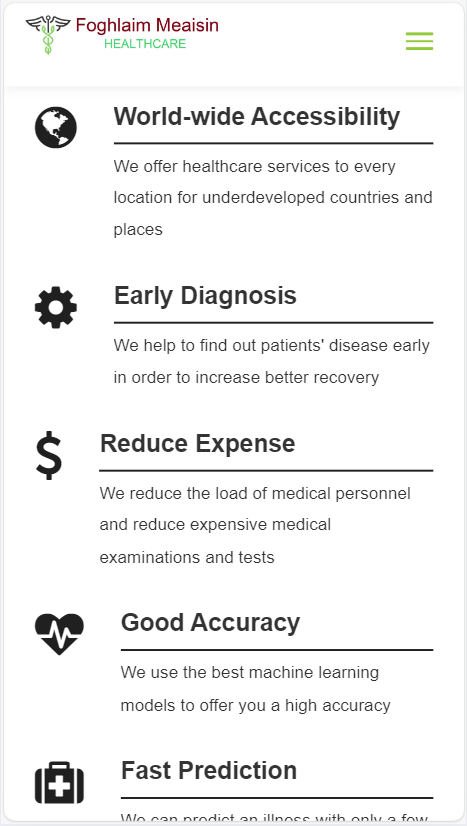 Foghlaim Meaisin
HEALTHCARE
World-wide Accessibility
We offer healthcare services to every
location for underdeveloped countries and
places
Early Diagnosis
We help to find out patients' disease early
in order to increase better recovery
Reduce Expense
We reduce the load of medical personnel
and reduce expensive medical
examinations and tests
Good Accuracy
We use the best machine learning
models to offer you a high accuracy
Fast Prediction
We can predict an illness with only a few